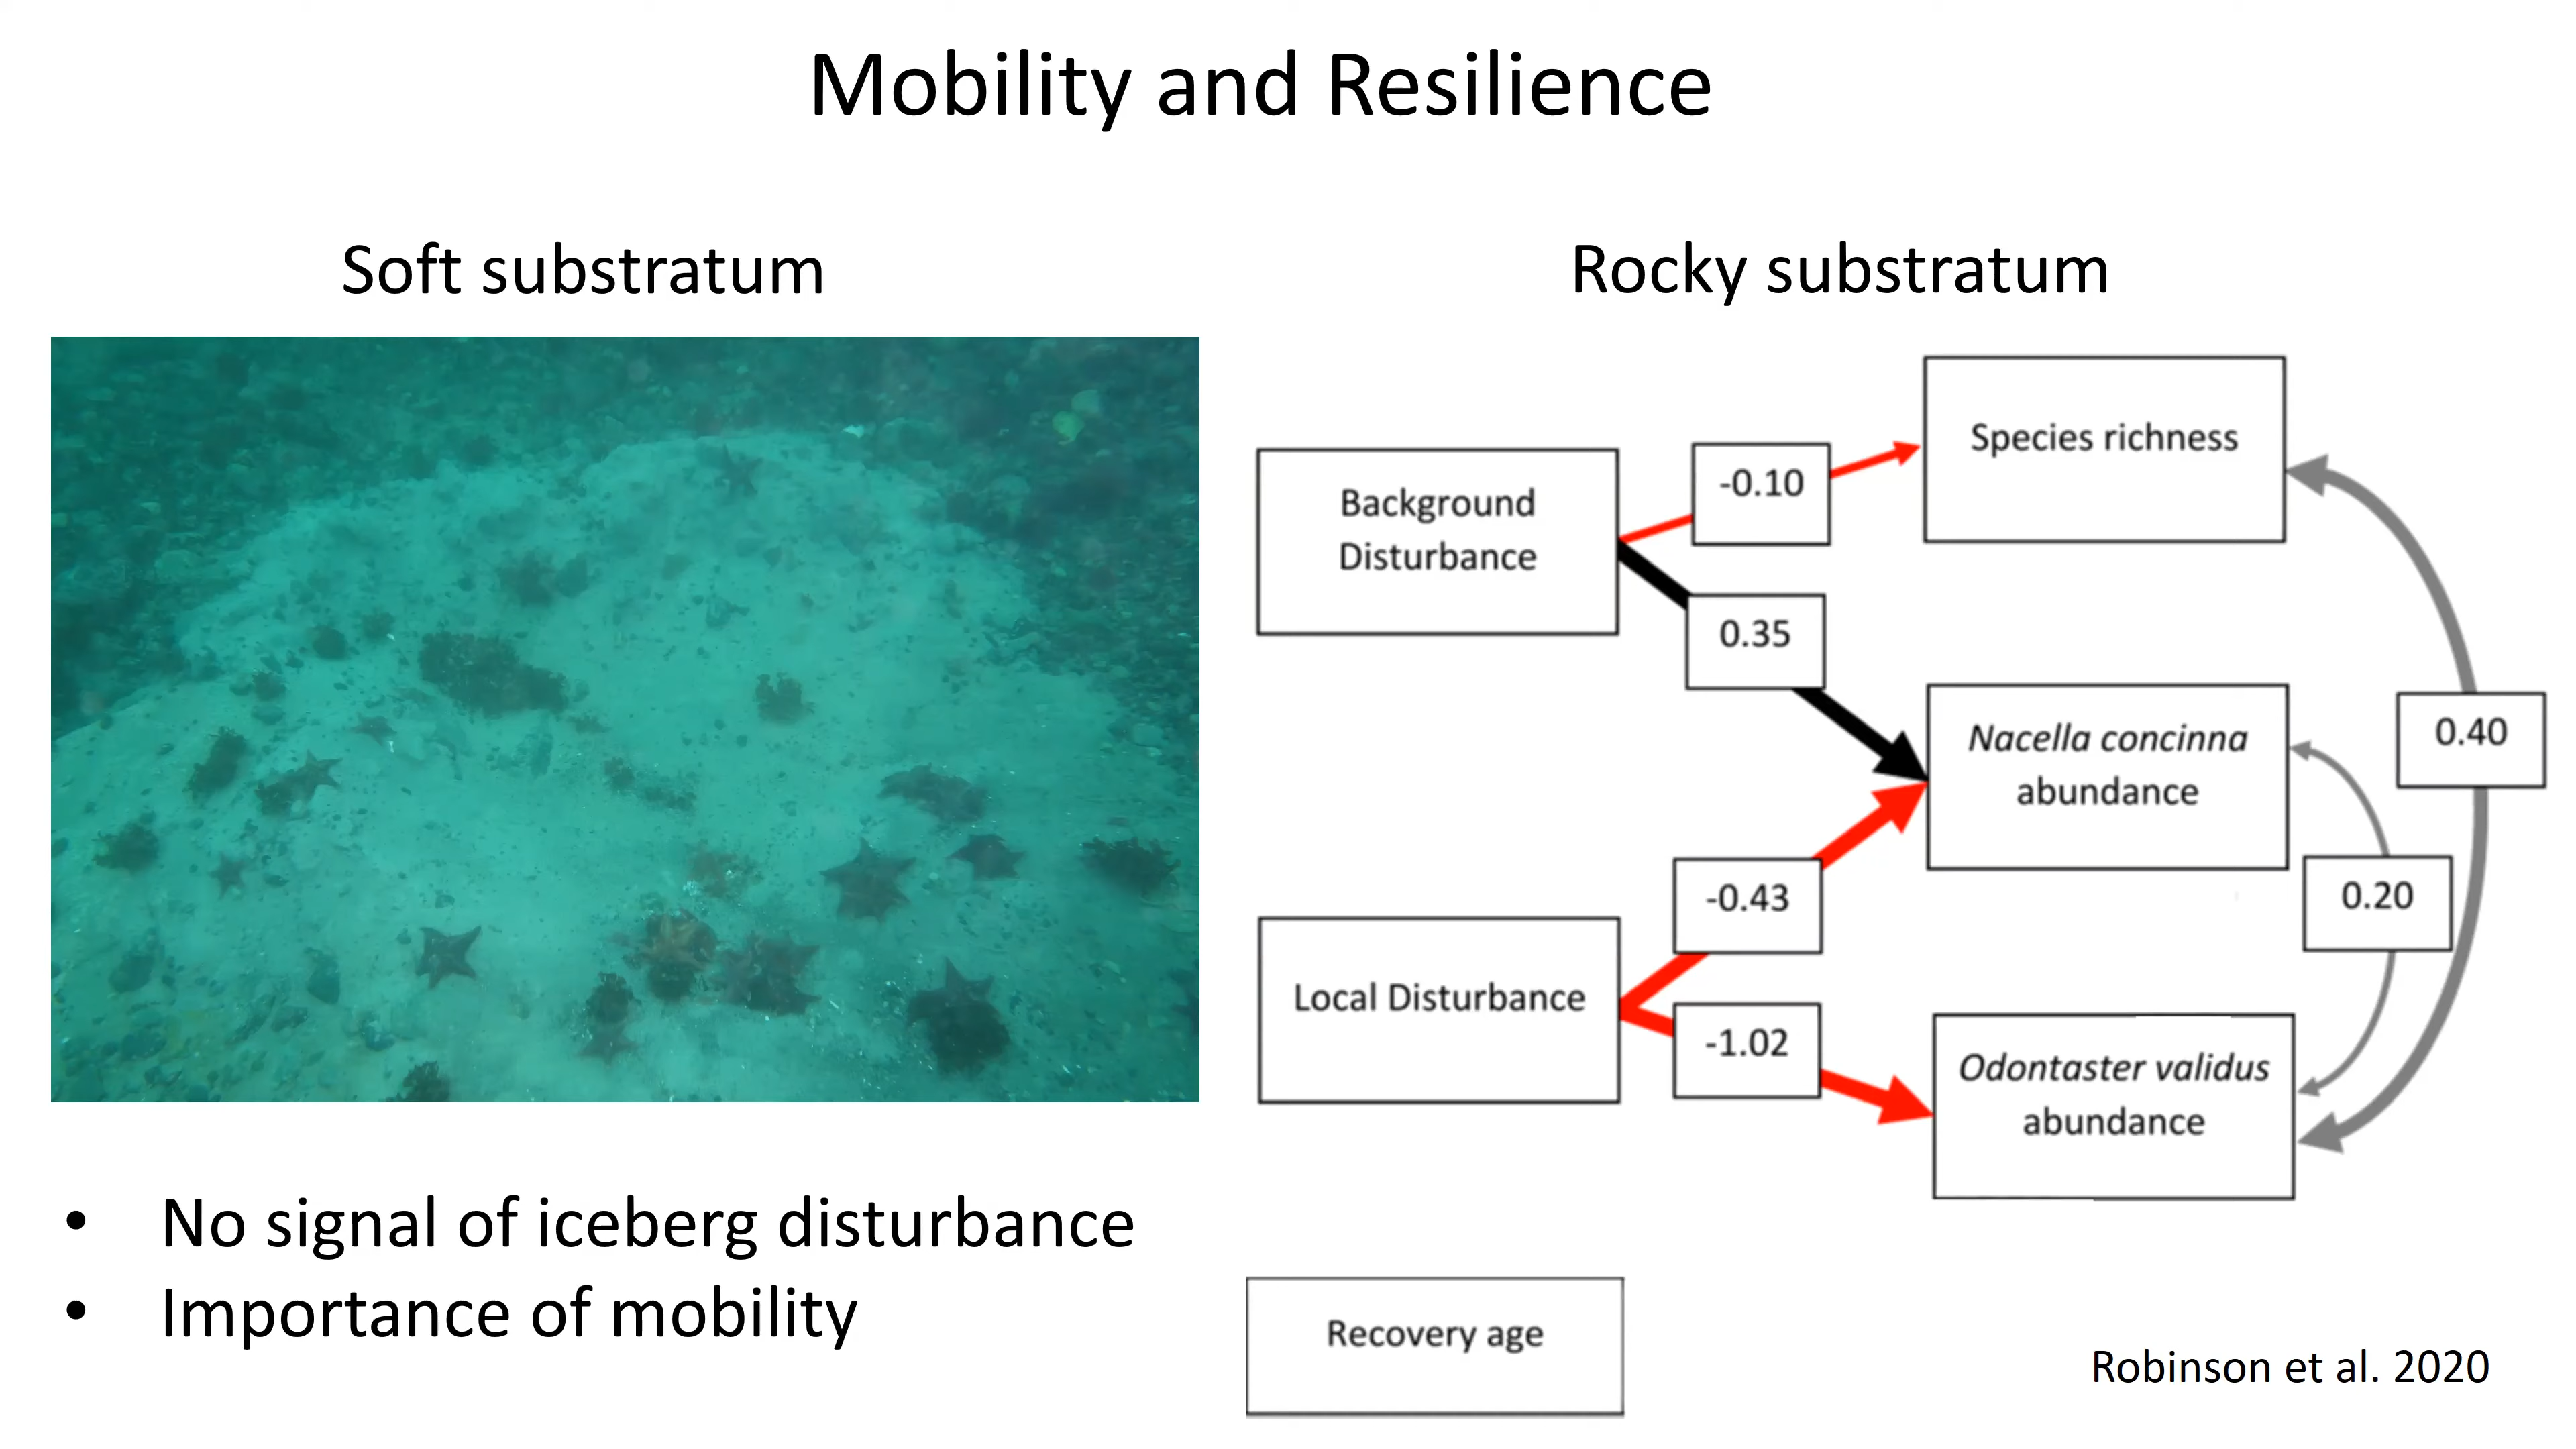 Mobility and Resilience
Soft substratum
Rocky substratum
Background
Disturbance
-0.10
Species richness
0.35
Nacella concinna
abundance
0.40
-0.43
0.20
Local Disturbance
-1.02
Odontaster validus
abundance
• No signal of iceberg disturbance
• Importance of mobility
Recovery age
Robinson et al. 2020